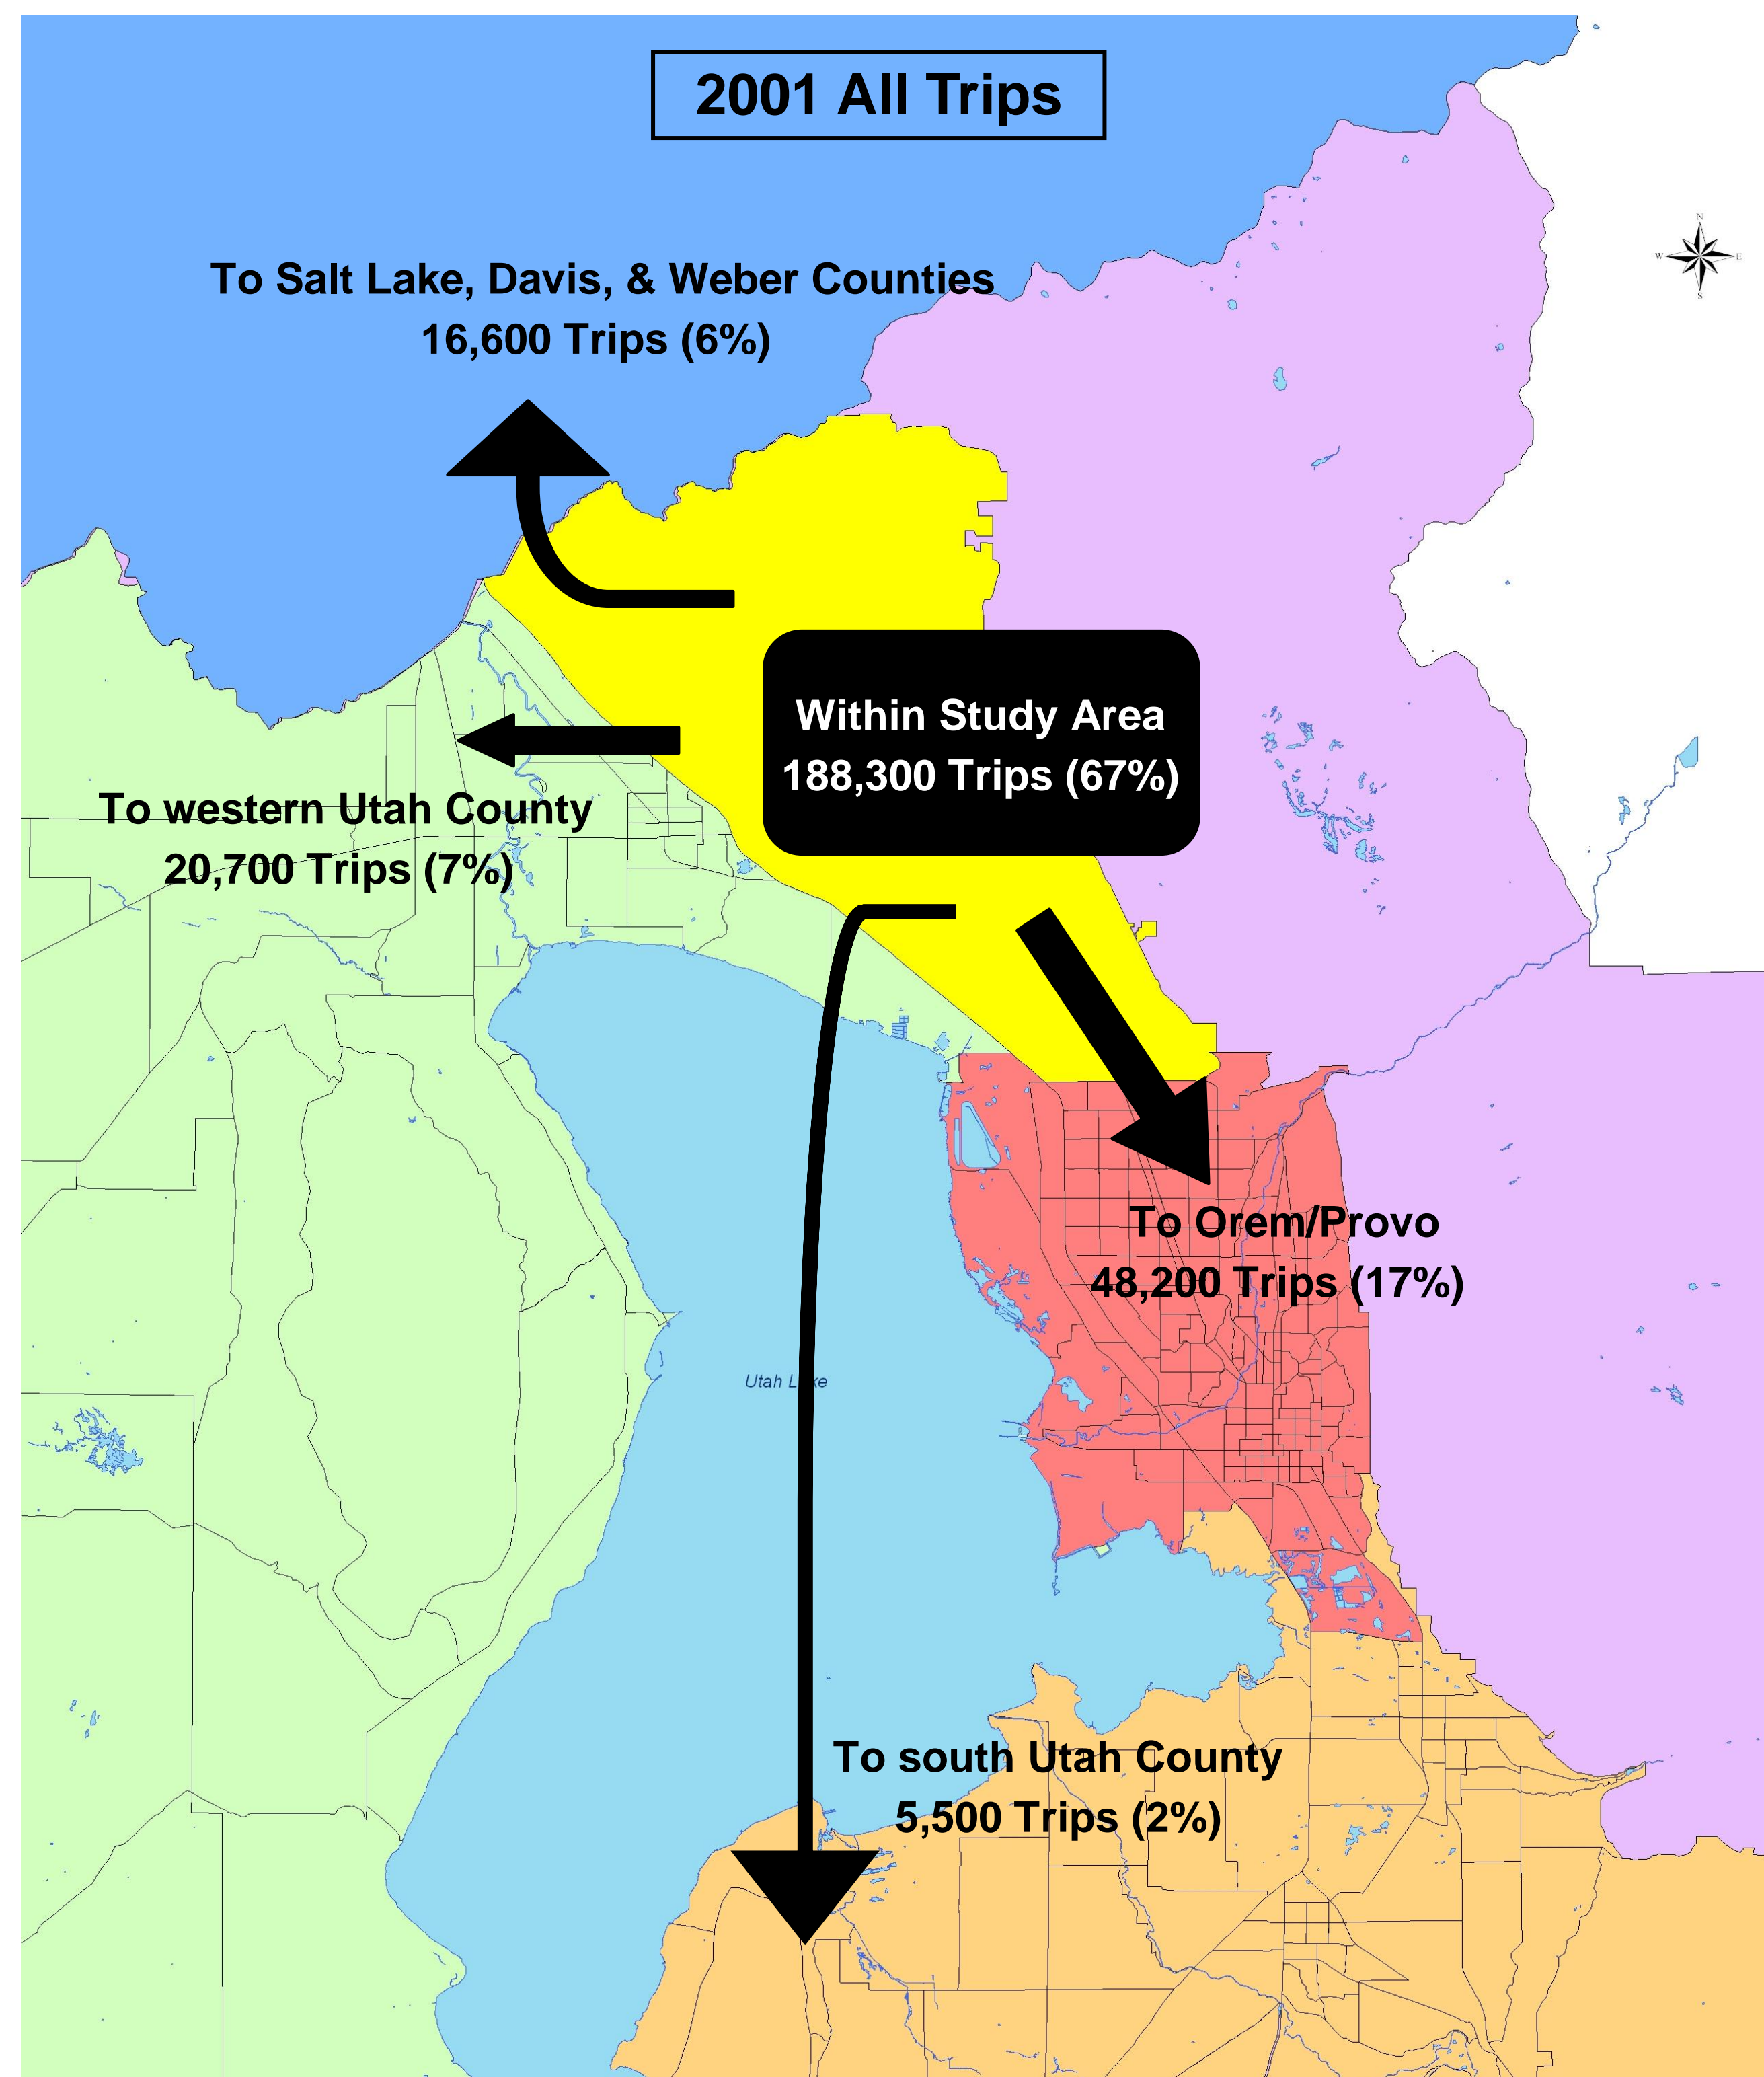 2001 All Trips
To Salt Lake, Davis, & Weber Counties
16,600 Trips (6%)
N
W
E
S
Within Study Area
188,300 Trips (67%)
To western Utah County
20,700 Trips (7%)
To Orem/Provo
48,200 Trips (17%)
Utah L ke
To south Utah County
5,500 Trips (2%)